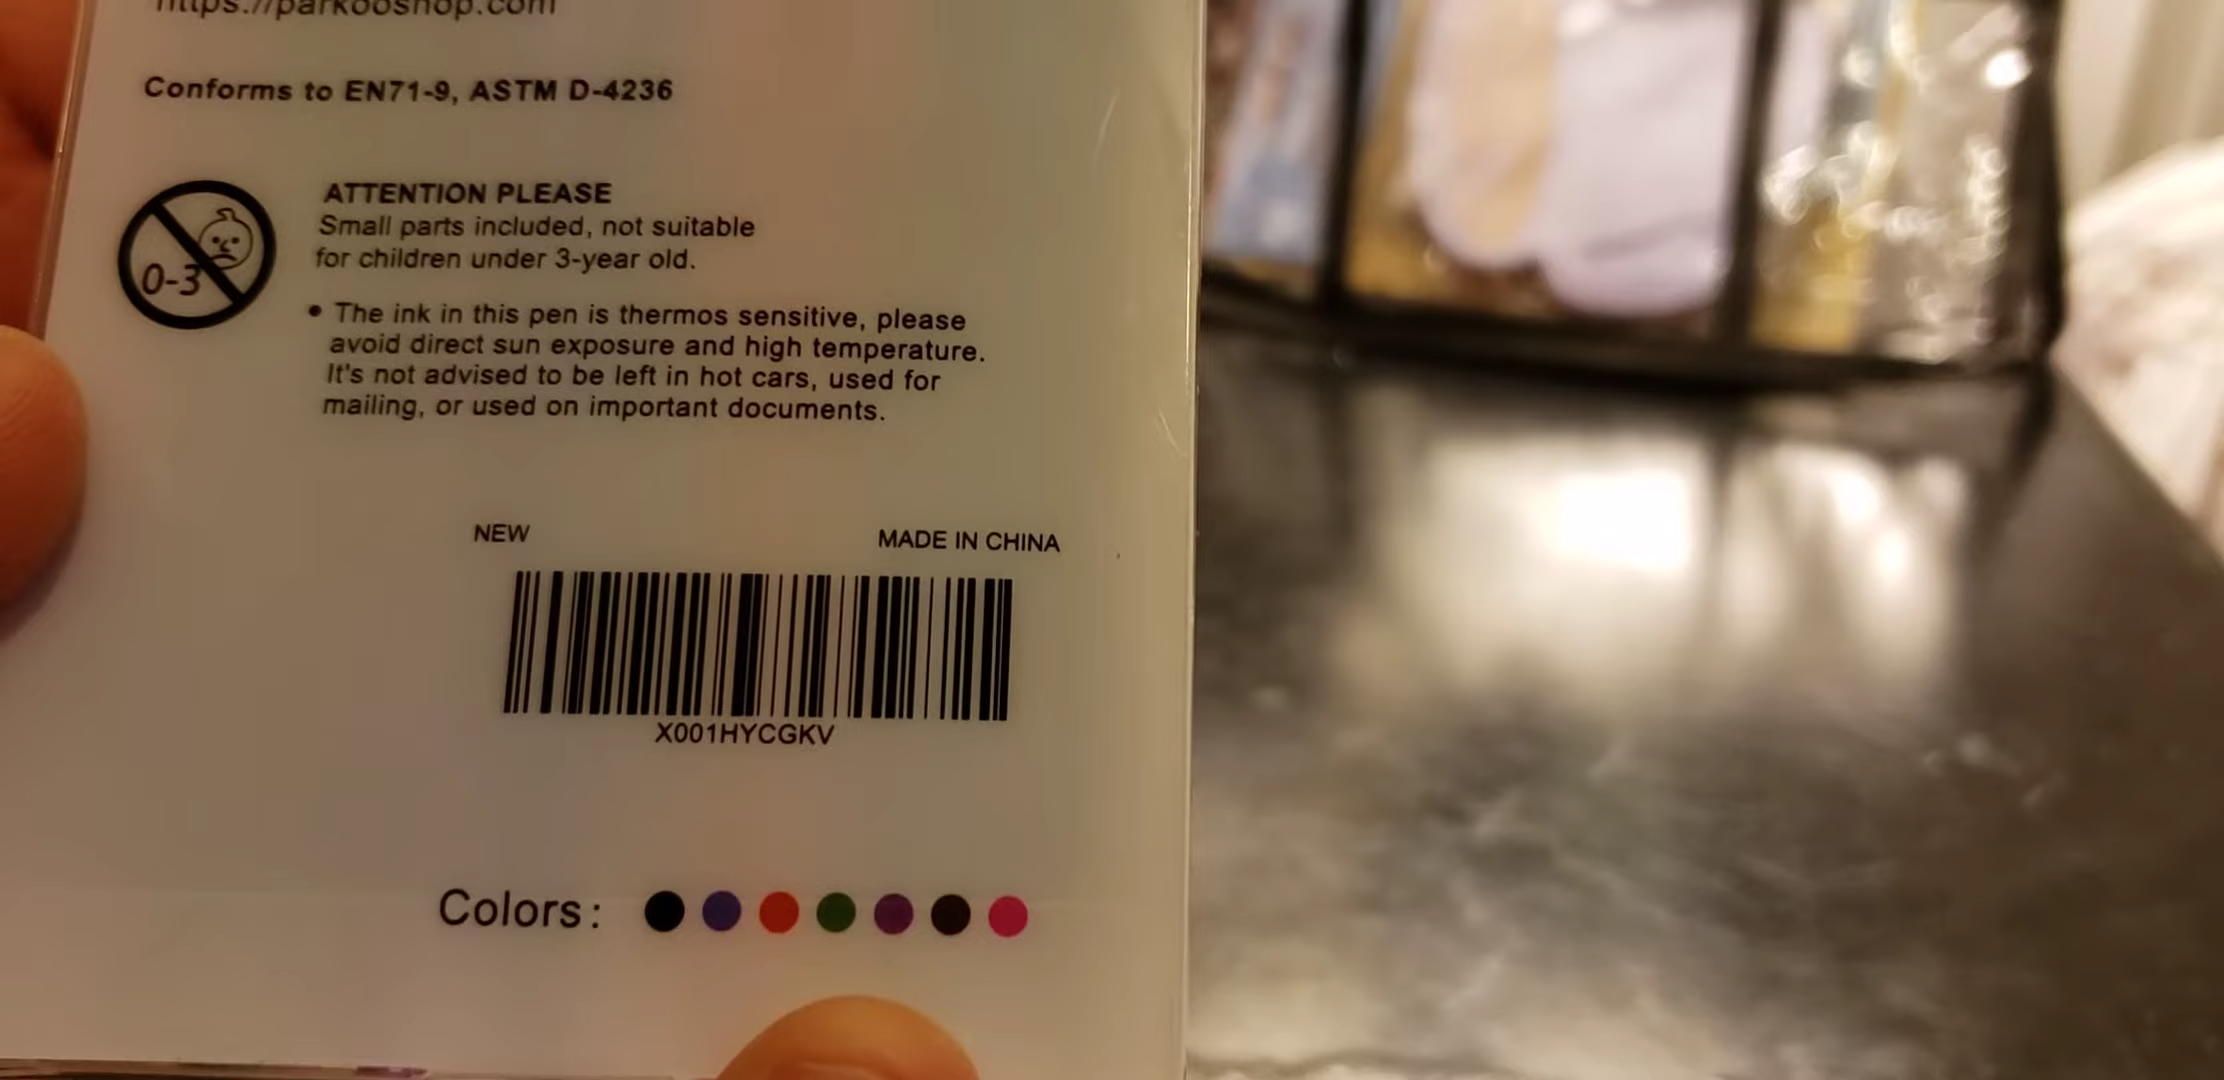 https://parkooshop.com
Conforms to EN71-9, ASTM D-4236
ATTENTION PLEASE
Small parts included, not suitable
for children under 3-year old.
0-3
• The ink in this pen is thermos sensitive, please
avoid direct sun exposure and high temperature.
It's not advised to be left in hot cars, used for
mailing, or used on important documents.
NEW
MADE IN CHINA
X001HYCGKV
Colors: